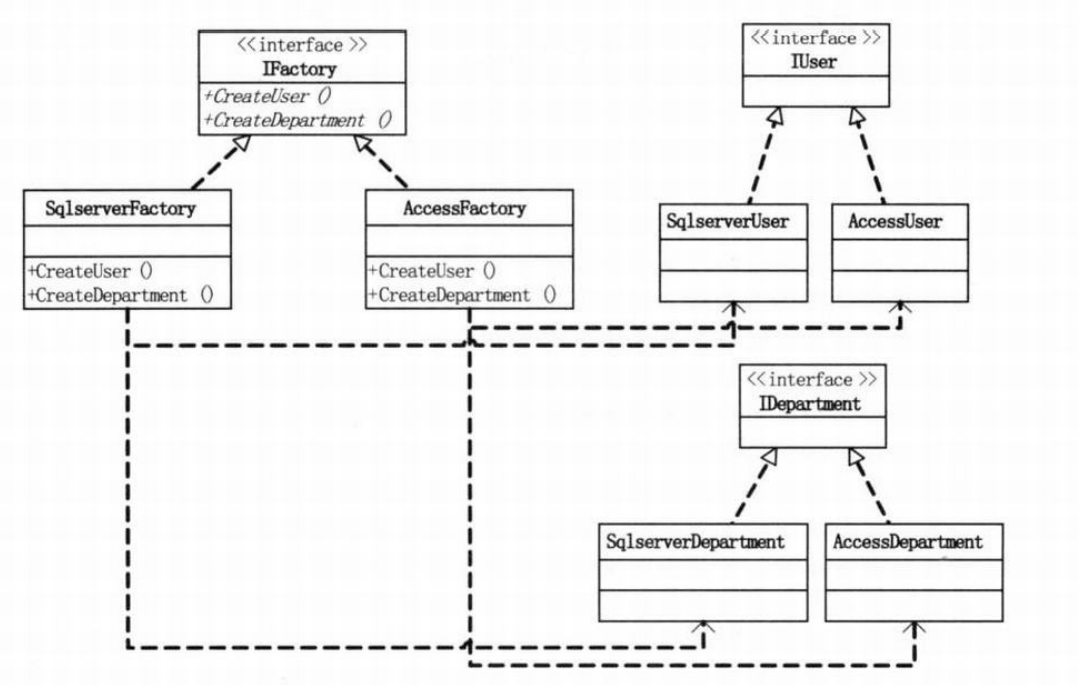 <<interface >>
IFactory
+CreateUser ()
+CreateDepartment ()
<<interface >>
IUser
SqlserverFactory
+CreateUser ()
+CreateDepartment ()
AccessFactory
+CreateUser ()
+CreateDepartment ()
SqlserverUser
AccessUser
<<interface >>
IDepartment
SqlserverDepartment
AccessDepartment